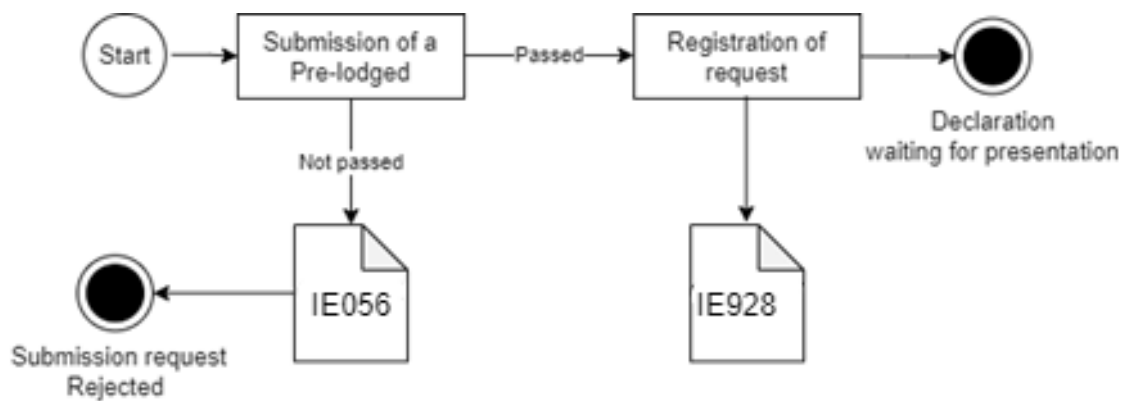 Start
Submission of a
Pre-lodged
Passed
Registration of
request
Declaration
waiting for presentation
Not passed
IE056
IE928
Submission request
Rejected